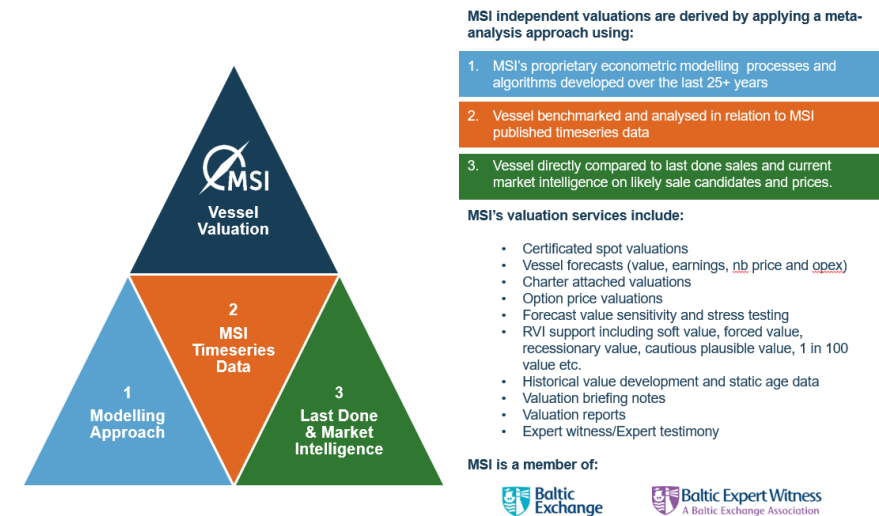 MSI
Vessel
Valuation
2
MSI
Timeseries
Data
1
Modelling
Approach
3
Last Done
& Market
Intelligence
MSI independent valuations are derived by applying a meta-
analysis approach using:
1. MSI's proprietary econometric modelling processes and
algorithms developed over the last 25+ years
2. Vessel benchmarked and analysed in relation to MSI
published timeseries data
3. Vessel directly compared to last done sales and current
market intelligence on likely sale candidates and prices.
MSI's valuation services include:
• Certificated spot valuations
• Vessel forecasts (value, earnings, nb price and opex)
• Charter attached valuations
• Option price valuations
• Forecast value sensitivity and stress testing
• RVI support including soft value, forced value,
recessionary value, cautious plausible value, 1 in 100
value etc.
• Historical value development and static age data
• Valuation briefing notes
• Valuation reports
• Expert witness/Expert testimony
MSI is a member of:
Baltic
Exchange
Baltic Expert Witness
A Baltic Exchange Association